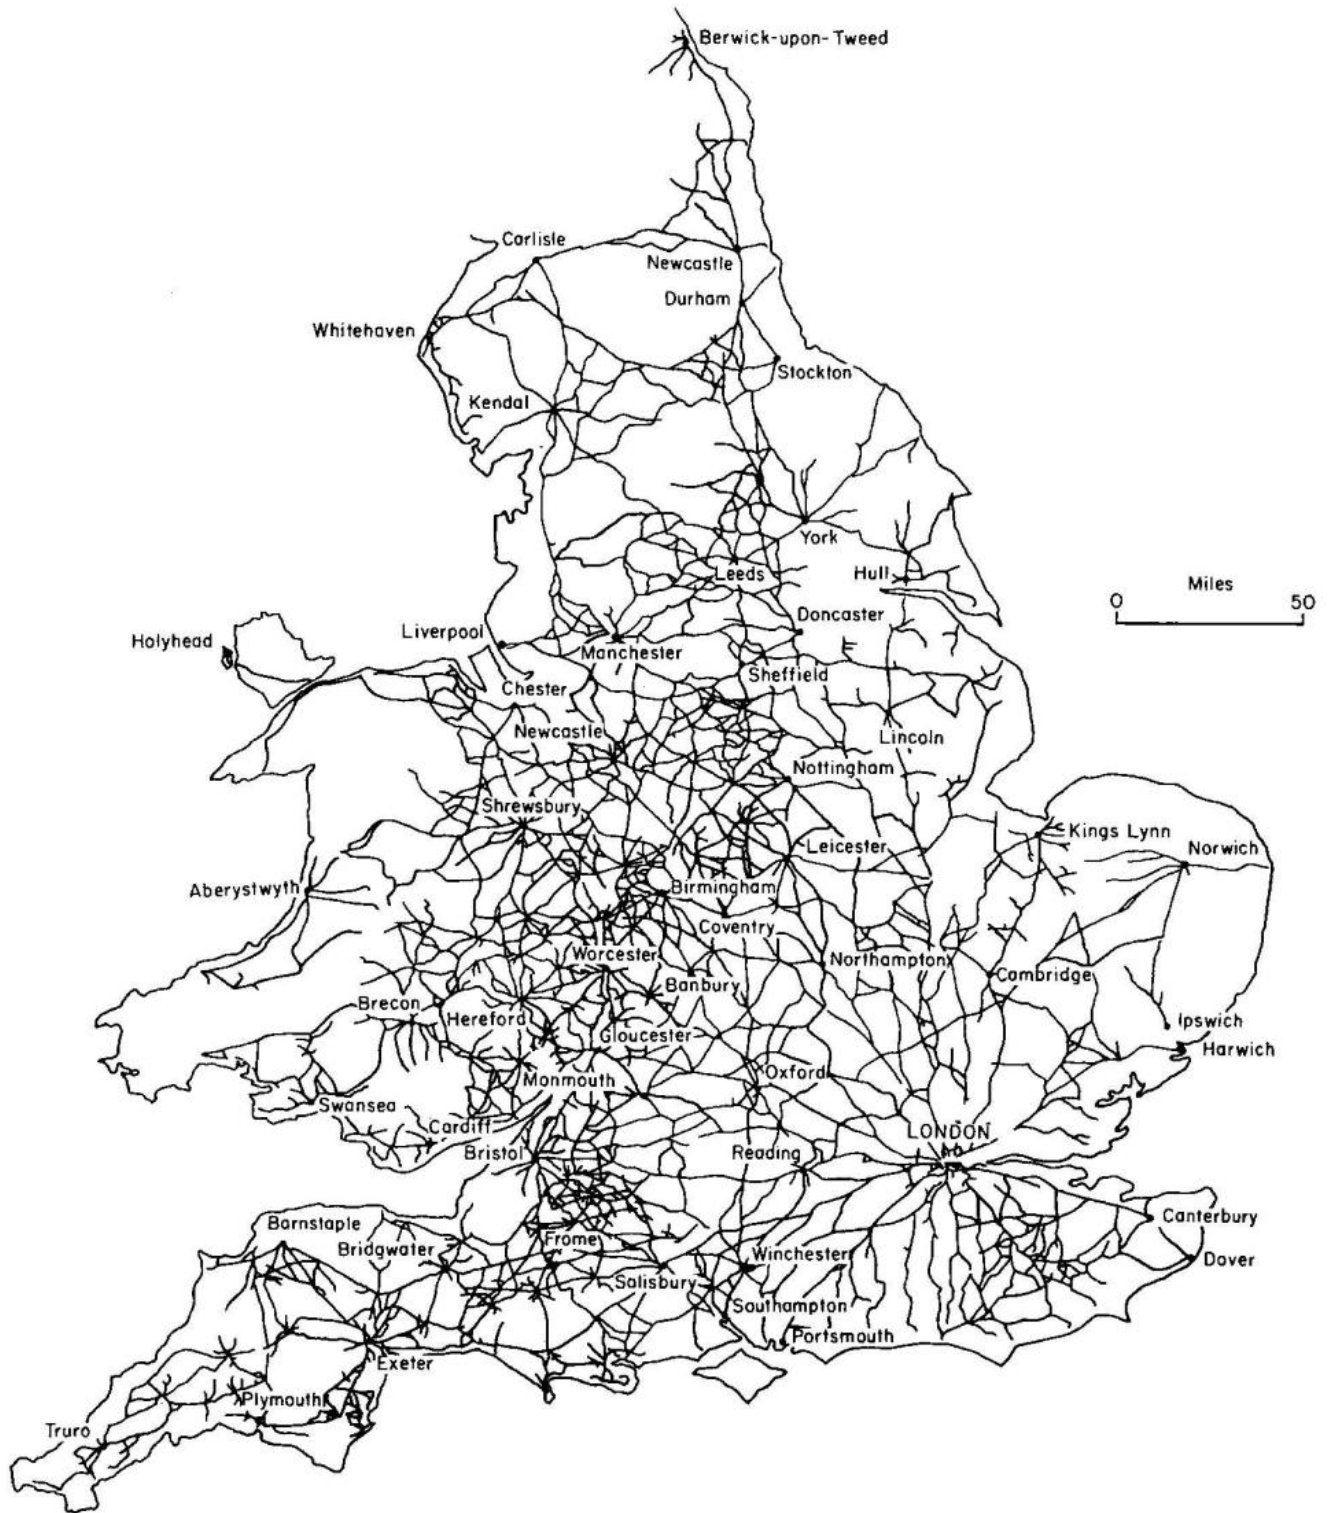 Berwick-upon-Tweed
Carlisle
Newcastle
Durham
Whitehaven
Stockton
Kendal
York
Leeds
Hull
Miles
0 50
Doncaster
Liverpool
Holyhead
Manchester
Sheffield
Chester
Newcastle
Lincoln
Nottingham
Shrewsbury
Kings Lynn
Leicester
Norwich
Aberystwyth
Birmingham
Coventry
Worcester
Northampton
Cambridge
Banbury
Brecon
Hereford
Ipswich
Gloucester
Harwich
Oxford
Monmouth
Swansea
Cardiff
LONDON
Bristol
Reading
Canterbury
Barnstaple
Bridgwater
Frome
Winchester
Dover
Salisbury
Southampton
Portsmouth
Exeter
Plymouth
Truro